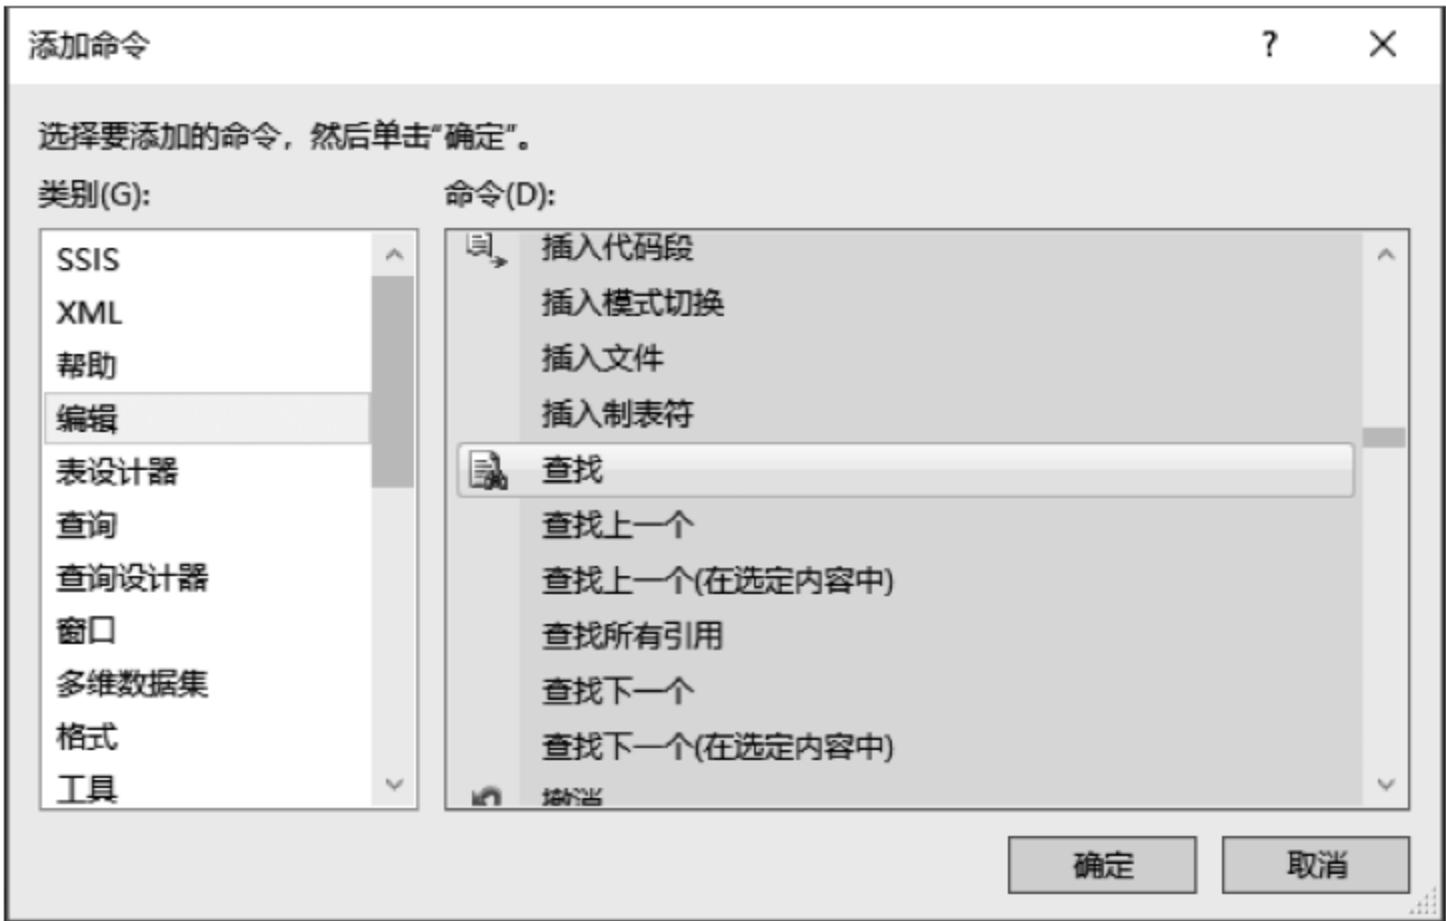 添加命令
?
选择要添加的命令，然后单击“确定”。
类别(G):
命令(D):
SSIS
XML
帮助
编辑
表设计器
查询
查询设计器
窗口
多维数据集
格式
工具
插入代码段
插入模式切换
插入文件
插入制表符
查找
查找上一个
查找上一个(在选定内容中)
查找所有引用
查找下一个
查找下一个(在选定内容中)
撤消
确定
取消